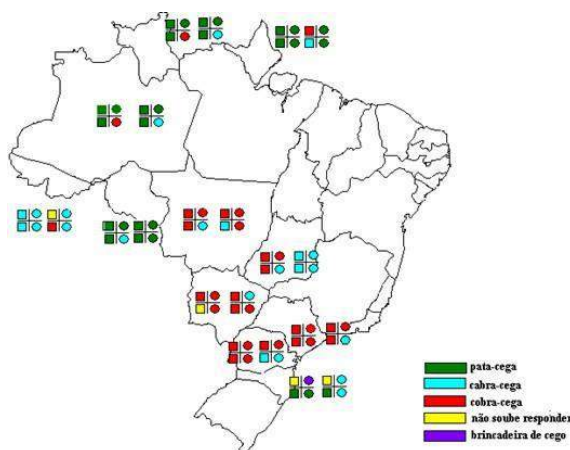 pata-cega
cabra-cega
cobra-cega
não soube responder
brincadeira de cego